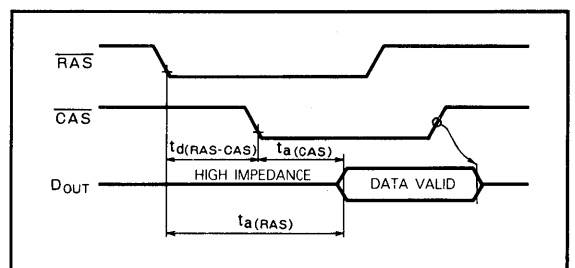 RAS
CAS
td(RAS-CAS) ta(CAS)
HIGH IMPEDANCE
DOUT
DATA VALID
ta(RAS)